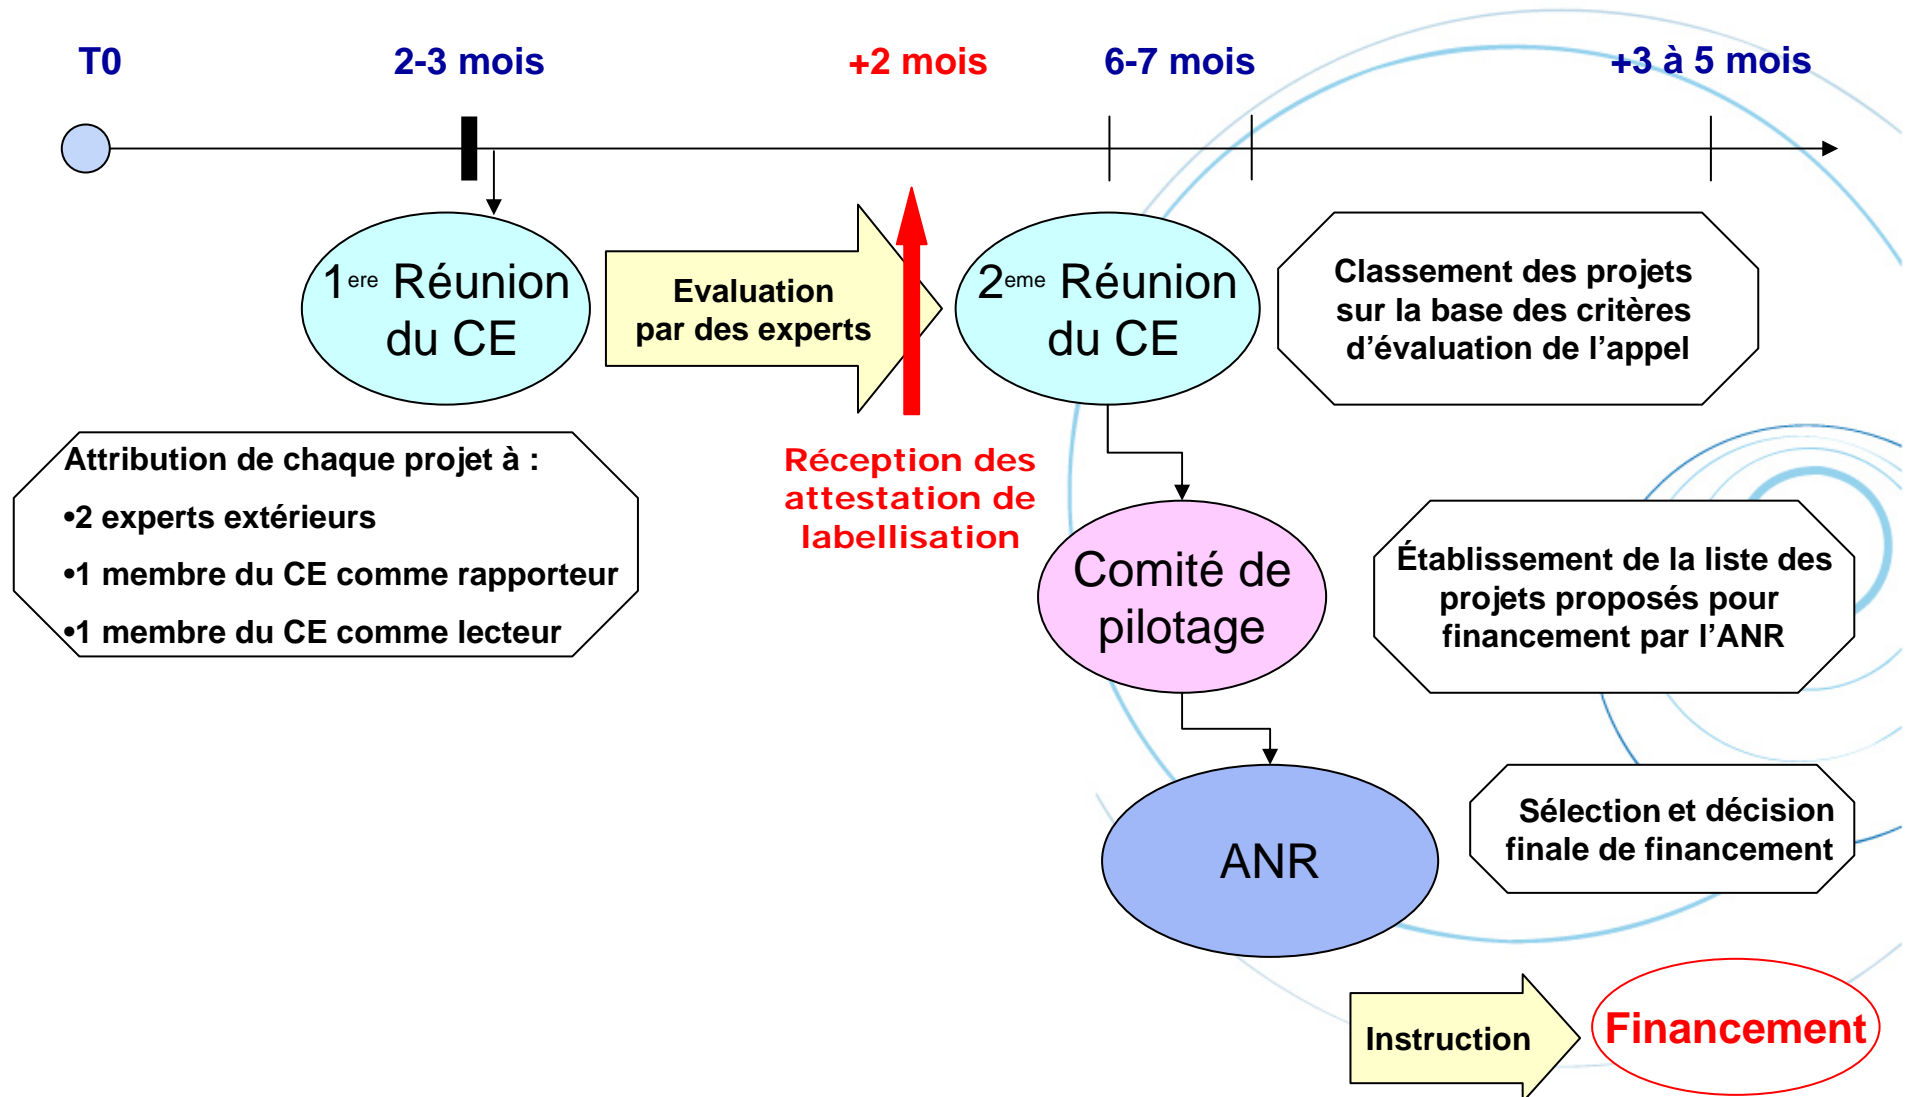 T0
2-3 mois
+2 mois
6-7 mois
+3 à 5 mois
1ere Réunion
du CE
Evaluation
par des experts
2eme Réunion
du CE
Classement des projets
sur la base des critères
d'évaluation de l'appel
Attribution de chaque projet à :
•2 experts extérieurs
•1 membre du CE comme rapporteur
•1 membre du CE comme lecteur
Réception des
attestation de
labellisation
Comité de
pilotage
Établissement de la liste des
projets proposés pour
financement par l'ANR
ANR
Sélection et décision
finale de financement
Instruction
Financement